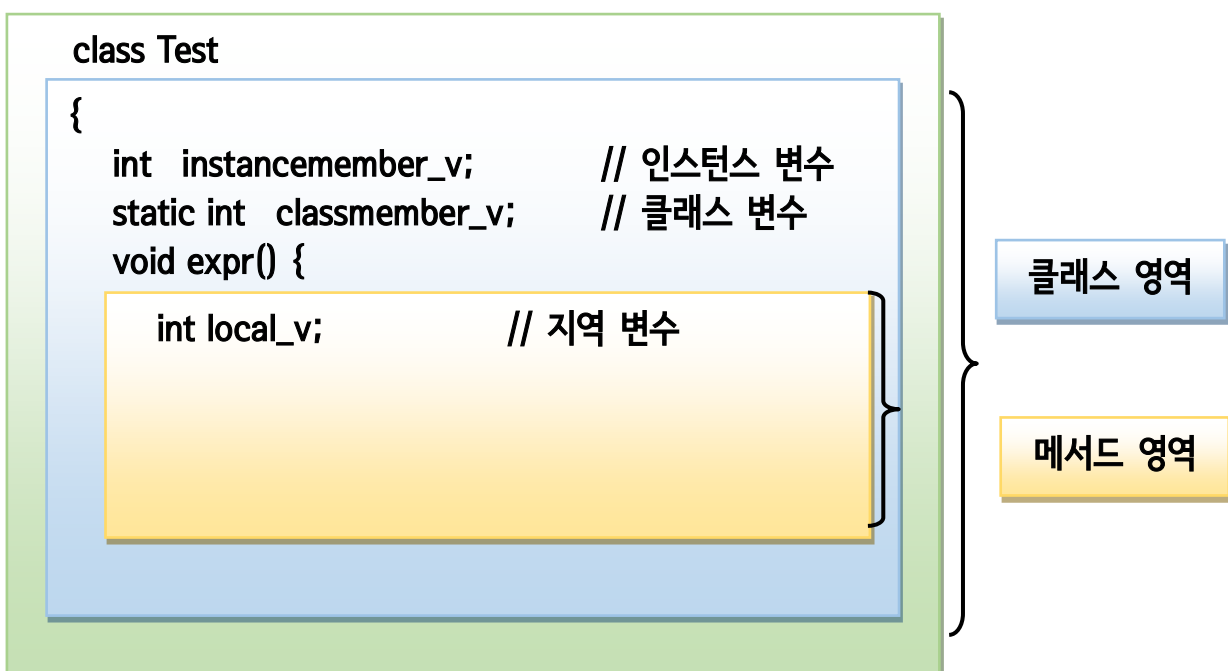 class Test
{
int instancemember_v; // 인스턴스 변수
static int classmember_v; // 클래스 변수
void expr() {
int local_v; // 지역 변수
클래스 영역
메서드 영역